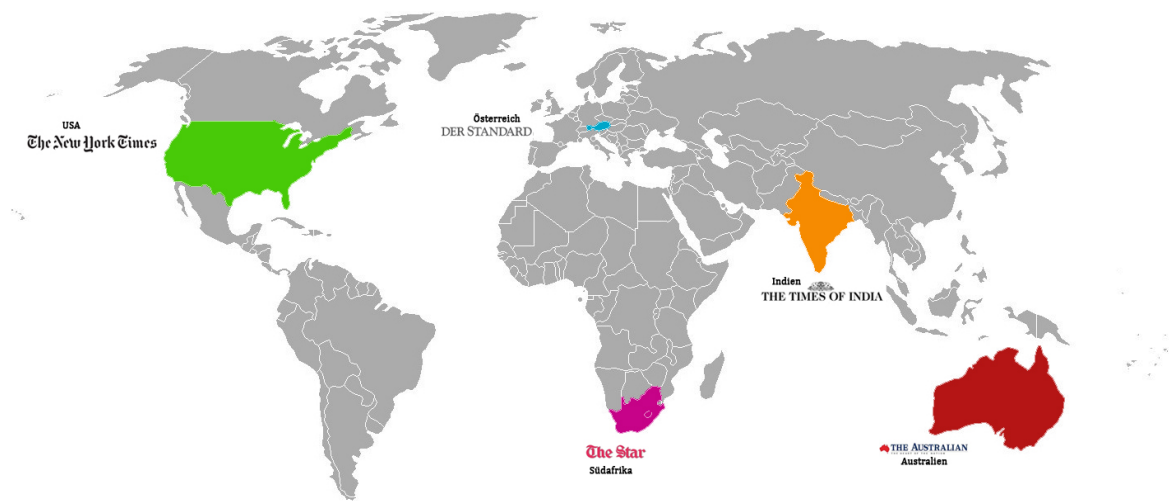 USA
The New York Times
Österreich
DER STANDARD
Indien
THE TIMES OF INDIA
The Star
Südafrika
THE AUSTRALIAN
Australien